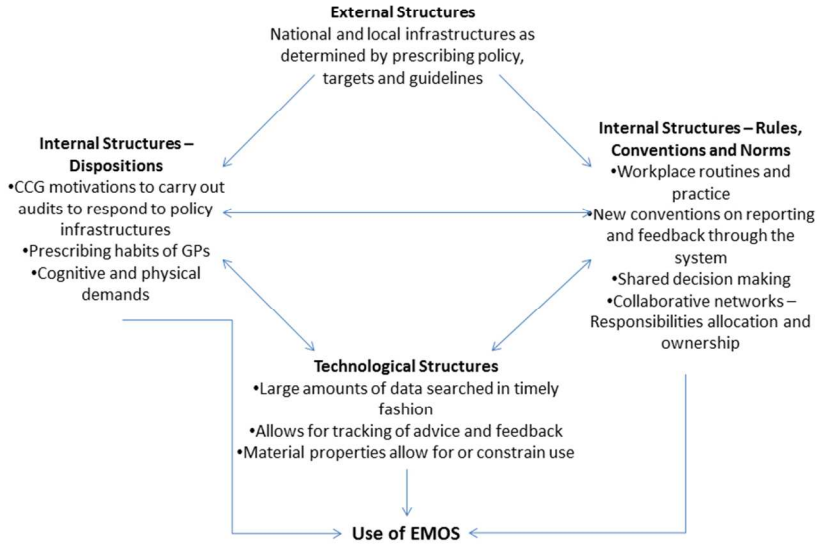 External Structures
National and local infrastructures as
determined by prescribing policy,
targets and guidelines
Internal Structures –
Dispositions
•CCG motivations to carry out
audits to respond to policy
infrastructures
•Prescribing habits of GPs
•Cognitive and physical
demands
Internal Structures – Rules,
Conventions and Norms
•Workplace routines and
practice
•New conventions on reporting
and feedback through the
system
•Shared decision making
•Collaborative networks –
Responsibilities allocation and
ownership
Technological Structures
•Large amounts of data searched in timely
fashion
•Allows for tracking of advice and feedback
•Material properties allow for or constrain use
Use of EMOS